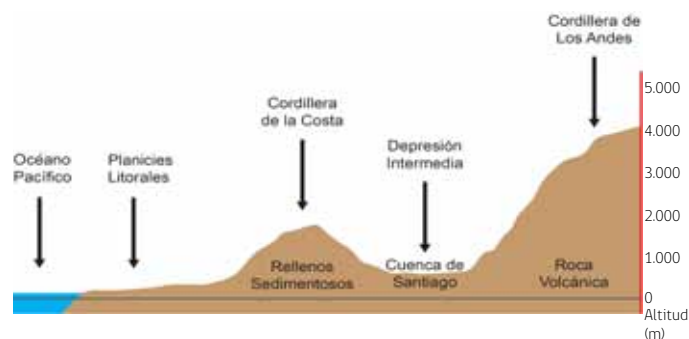 Cordillera de
Los Andes
Cordillera
de la Costa
Depresión
Intermedia
Océano
Pacífico
Planicies
Litorales
Rellenos
Sedimentosos
Cuenca de
Santiago
Roca
Volcánica
5.000
4.000
3.000
2.000
1.000
0
Altitud
(m)